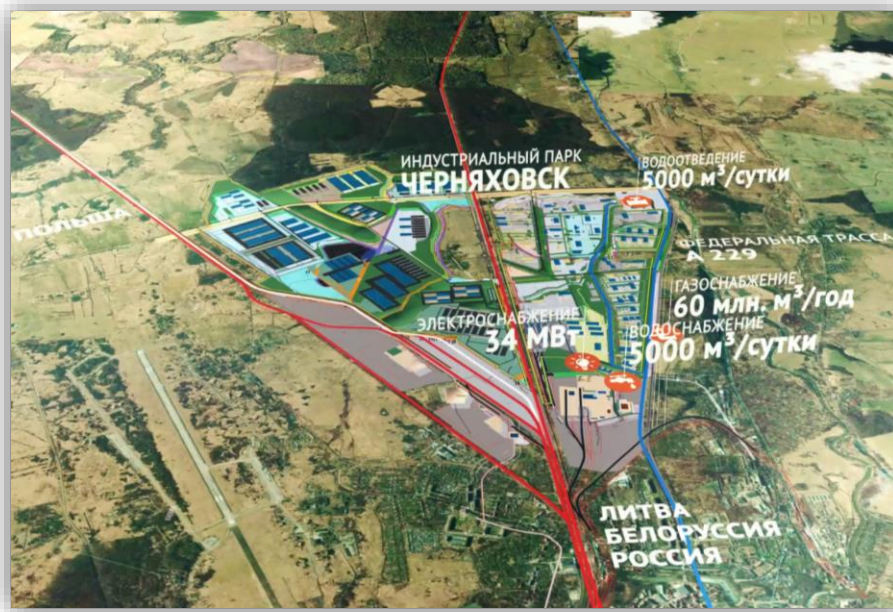 ИНДУСТРИАЛЬНЫЙ ПАРК
ЧЕРНЯХОВСК
ВОДООТВЕДЕНИЕ
5000 м³/сутки
ПОЛЬША
ФЕДЕРАЛЬНАЯ ТРАССА
А 229
ГАЗОСНАБЖЕНИЕ
60 МЛН. м³/год
ЭЛЕКТРОСНАБЖЕНИЕ
34 МВт
ВОДОСНАБЖЕНИЕ
5000 м³/сутки
ЛИТВА
БЕЛОРУССИЯ
РОССИЯ